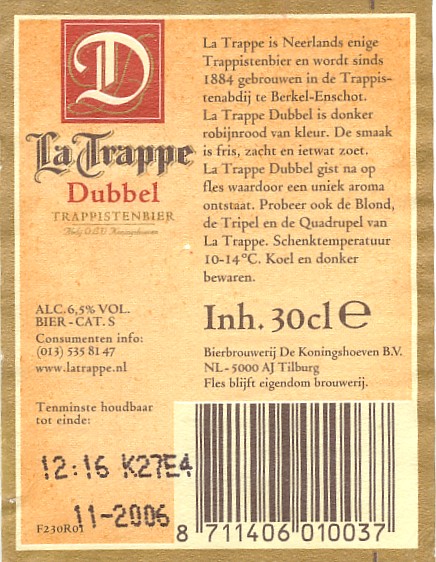 D
La Trappe
Dubbel
TRAPPISTENBIER
La Trappe is Neerlands enige
Trappistenbier en wordt sinds
1884 gebrouwen in de Trappis-
tenabdij te Berkel-Enschot.
La Trappe Dubbel is donker
robijnrood van kleur. De smaak
is fris, zacht en ietwat zoet.
La Trappe Dubbel gist na op
fles waardoor een uniek aroma
ontstaat. Probeer ook de Blond,
de Tripel en de Quadrupel van
La Trappe. Schenktemperatuur
10-14°C. Koel en donker
bewaren.
ALC. 6,5% VOL.
BIER - CAT. S
Consumenten info:
(013) 535 81 47
www.latrappe.nl
Inh. 30cl e
Bierbrouwerij De Koningshoeven B.V.
NL - 5000 AJ Tilburg
Fles blijft eigendom brouwerij.
Tenminste houdbaar
tot einde:
12:16 K27E4
11-2006
F230R01
8 711406 010037